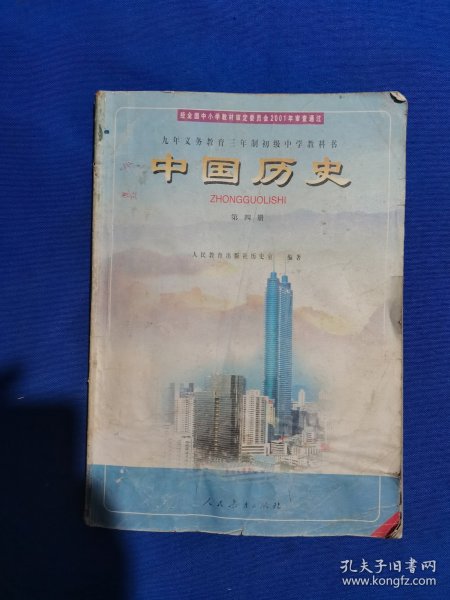 经全国中小学教材审定委员会2001年审查通过
九年义务教育三年制初级中学教科书
中国历史
ZHONGGUOLISHI
第四册
人民教育出版社历史室 编著
人民教育出版社
孔夫子旧书网
www.kongfz.com